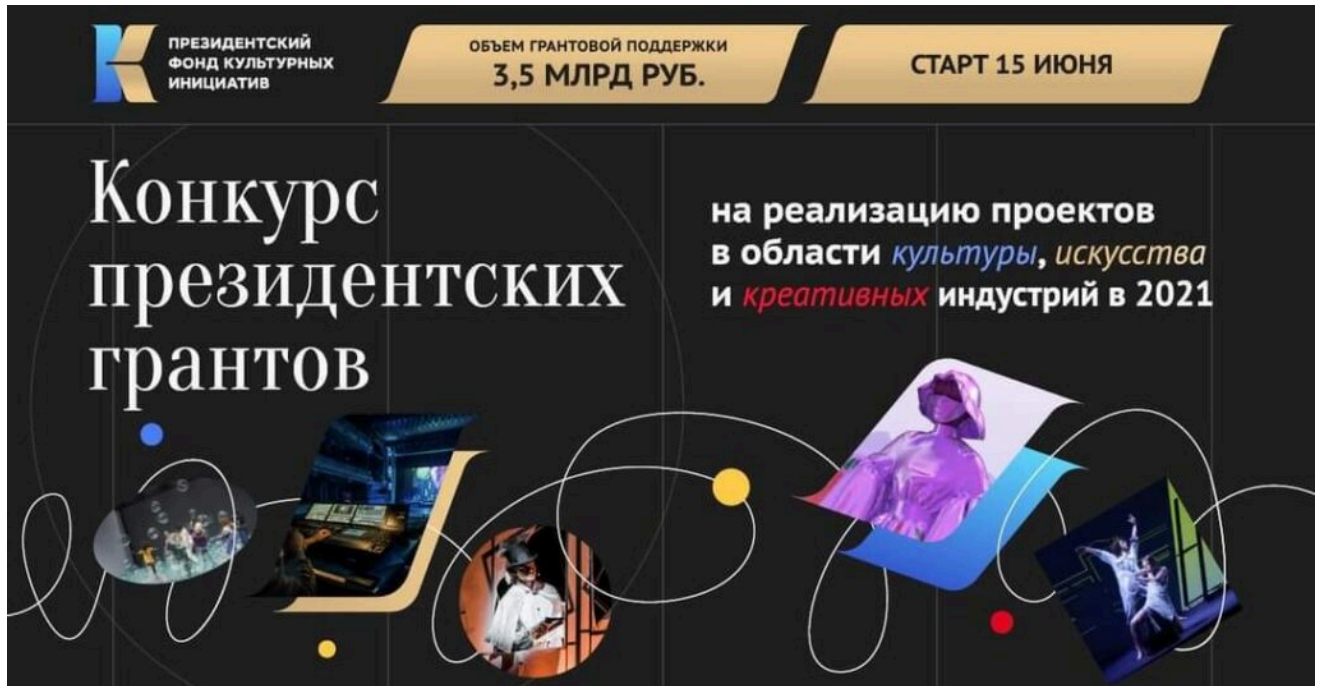 ПРЕЗИДЕНТСКИЙ
ФОНД КУЛЬТУРНЫХ
ИНИЦИАТИВ
ОБЪЕМ ГРАНТОВОЙ ПОДДЕРЖКИ
3,5 МЛРД РУБ.
СТАРТ 15 ИЮНЯ
Конкурс
президентских
грантов
на реализацию проектов
в области культуры, искусства
и креативных индустрий в 2021